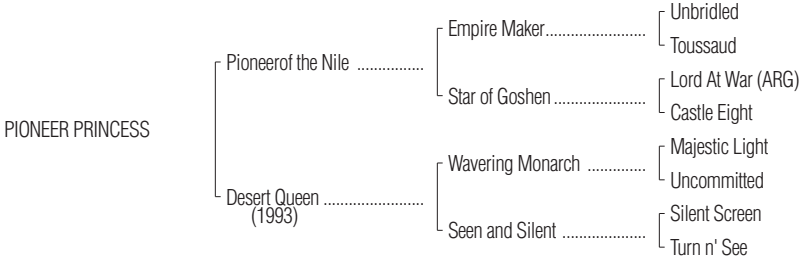 Unbridled
Empire Maker.......................
Toussaud
Pioneerof the Nile ................
Lord At War (ARG)
Star of Goshen.....................
Castle Eight
PIONEER PRINCESS
Majestic Light
Wavering Monarch ..............
Uncommitted
Desert Queen ........................
(1993)
Silent Screen
Seen and Silent ....................
Turn n' See